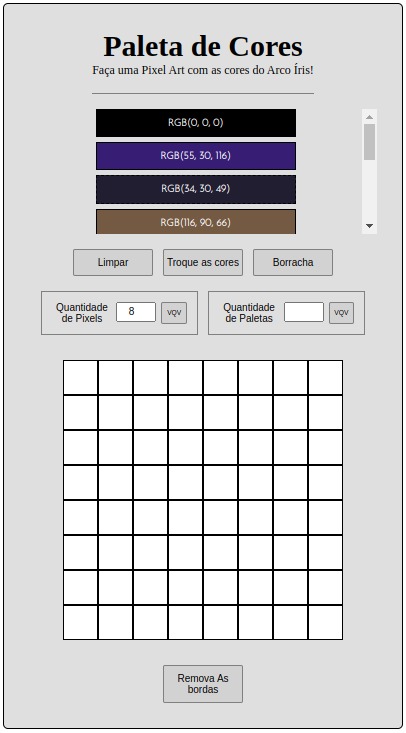 Paleta de Cores
Faça uma Pixel Art com as cores do Arco Íris!
RGB(0, 0, 0)
RGB(55, 30, 116)
RGB(34, 30, 49)
RGB(116, 90, 66)
Limpar
Troque as cores
Borracha
Quantidade
de Pixels
8
VQV
Quantidade
de Paletas
VQV
Remova As
bordas